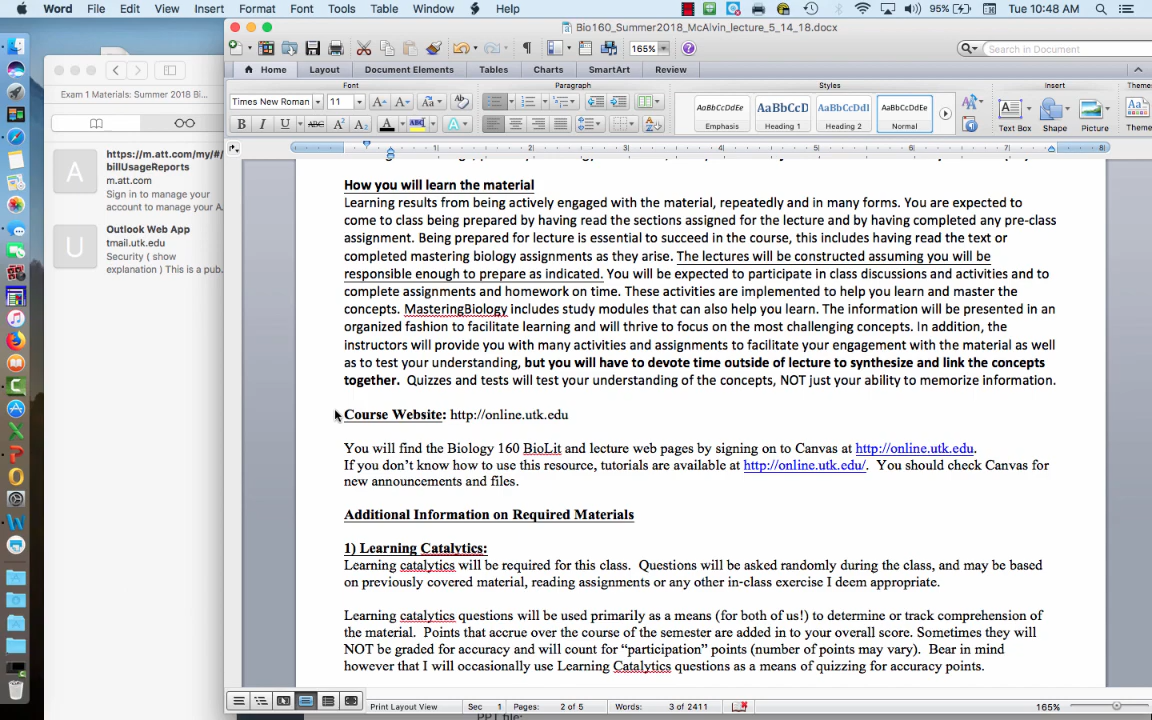 Word File Edit View Insert Format Font Tools Table Window Help
95% Tue 10:48 AM
Bio160_Summer2018_McAlvin_lecture_5_14_18.docx
165% Search in Document
Home Layout Document Elements Tables Charts SmartArt Review
Font Paragraph Styles Insert
Times New Roman 11
B I U ABC
AaBbCcDdEe AaBbCcD AaBbCcDdI AaBbCcDdEe
Emphasis Heading 1 Heading 2 Normal Text Box Shape Picture Theme
Exam 1 Materials: Summer 2018 Bi...
A
https://m.att.com/my/#/
billUsageReports
m.att.com
Sign in to manage your
account to manage your A...
U
Outlook Web App
tmail.utk.edu
Security ( show
explanation ) This is a pub...
How you will learn the material
Learning results from being actively engaged with the material, repeatedly and in many forms. You are expected to
come to class being prepared by having read the sections assigned for the lecture and by having completed any pre-class
assignment. Being prepared for lecture is essential to succeed in the course, this includes having read the text or
completed mastering biology assignments as they arise. The lectures will be constructed assuming you will be
responsible enough to prepare as indicated. You will be expected to participate in class discussions and activities and to
complete assignments and homework on time. These activities are implemented to help you learn and master the
concepts. MasteringBiology includes study modules that can also help you learn. The information will be presented in an
organized fashion to facilitate learning and will thrive to focus on the most challenging concepts. In addition, the
instructors will provide you with many activities and assignments to facilitate your engagement with the material as well
as to test your understanding, but you will have to devote time outside of lecture to synthesize and link the concepts
together. Quizzes and tests will test your understanding of the concepts, NOT just your ability to memorize information.
Course Website: http://online.utk.edu
You will find the Biology 160 BioLit and lecture web pages by signing on to Canvas at http://online.utk.edu.
If you don't know how to use this resource, tutorials are available at http://online.utk.edu/. You should check Canvas for
new announcements and files.
Additional Information on Required Materials
1) Learning Catalytics:
Learning catalytics will be required for this class. Questions will be asked randomly during the class, and may be based
on previously covered material, reading assignments or any other in-class exercise I deem appropriate.
Learning catalytics questions will be used primarily as a means (for both of us!) to determine or track comprehension of
the material. Points that accrue over the course of the semester are added in to your overall score. Sometimes they will
NOT be graded for accuracy and will count for "participation" points (number of points may vary). Bear in mind
however that I will occasionally use Learning Catalytics questions as a means of quizzing for accuracy points.
Print Layout View Sec 1 Pages: 2 of 5 Words: 3 of 2411 165%
PPT file: